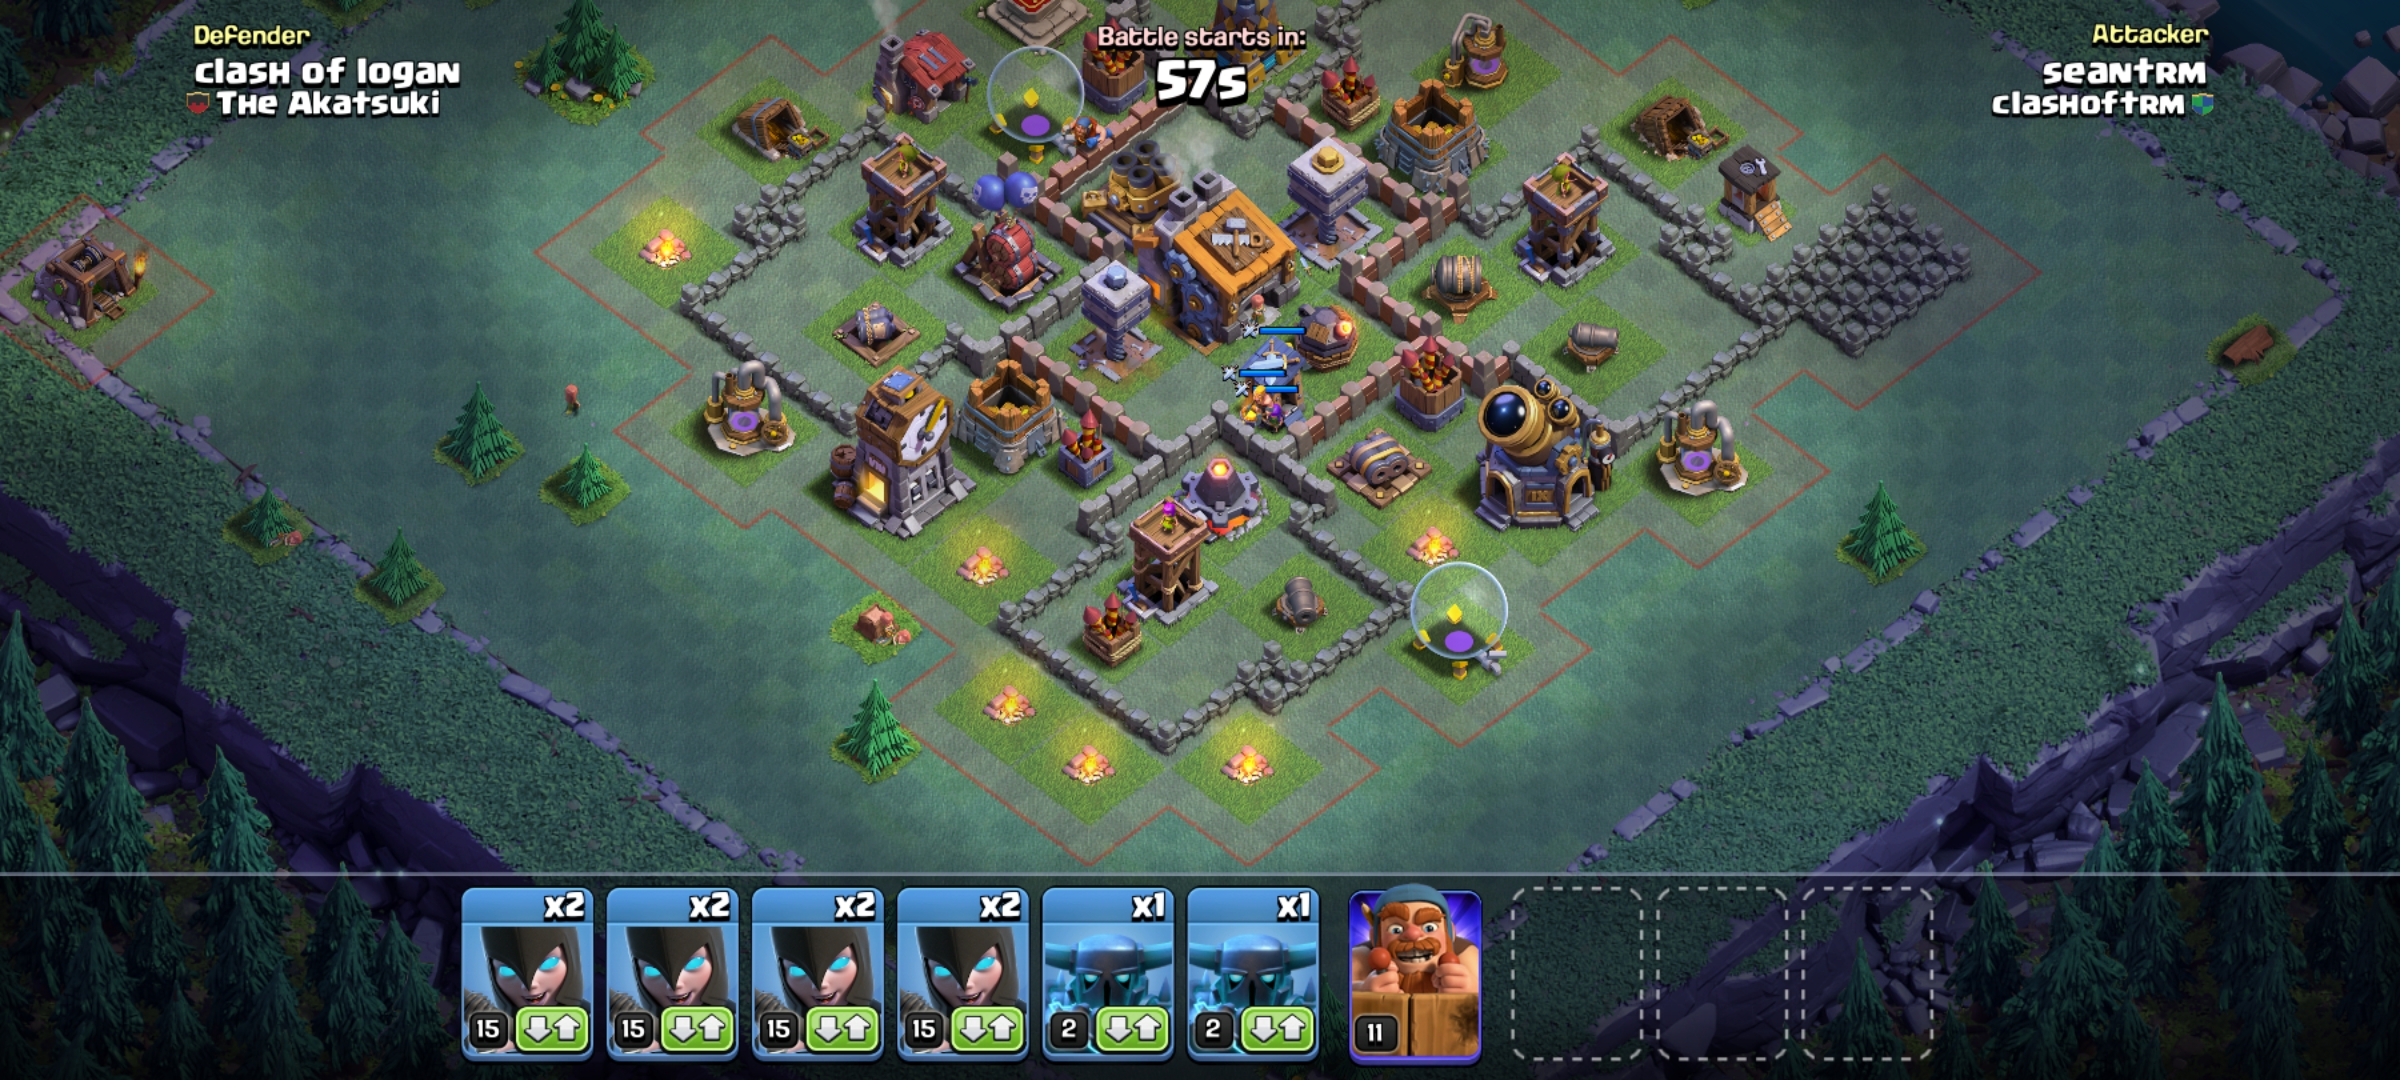 Defender
clash of logan
The Akatsuki
Battle starts in:
57s
Attacker
seantRM
clashoftRM
x2
x2
x2
x2
x1
x1
15
15
15
15
2
2
11